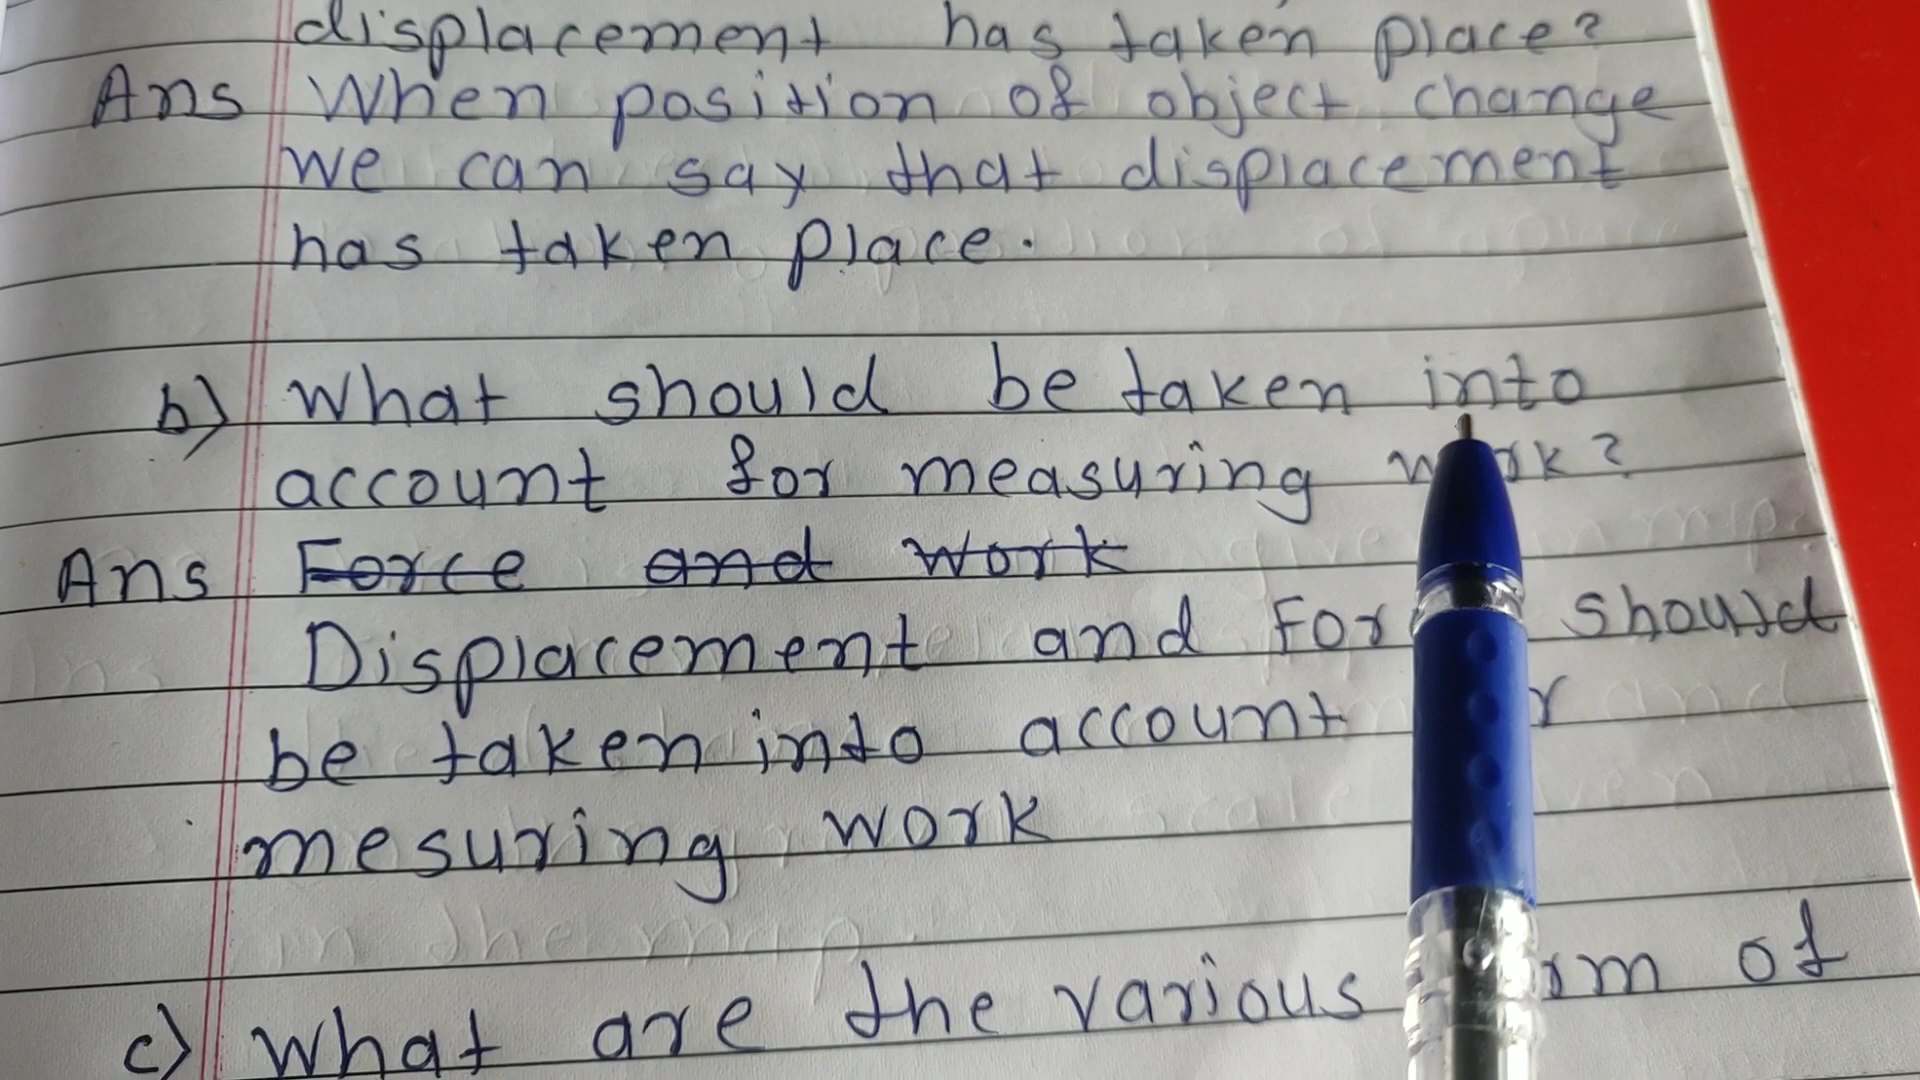 displacement has taken place?
Ans When position of object change
we can say that displacement
has taken place.
b) What should be taken into
account for measuring work?
Ans Force and work
Displacement and should
be taken into account
mesuring work
c) What are the various of